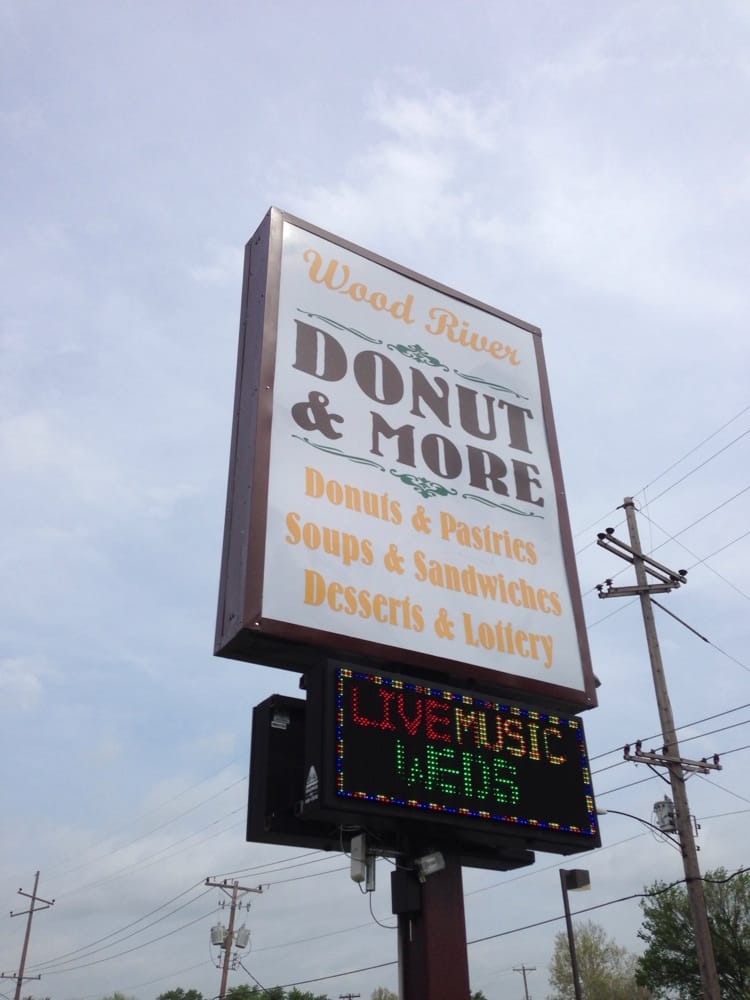 Wood River
DONUT
& MORE
Donuts & Pastries
Soups & Sandwiches
Desserts & Lottery
LIVE MUSIC
WEDS